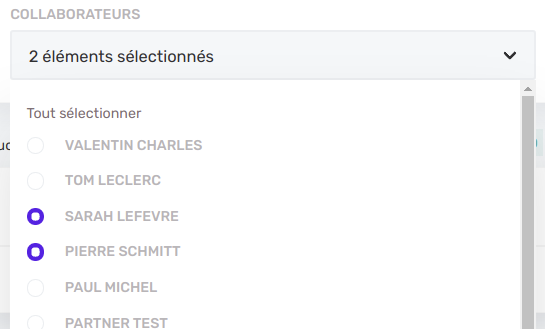 COLLABORATEURS
2 éléments sélectionnés
Tout sélectionner
VALENTIN CHARLES
TOM LECLERC
SARAH LEFEVRE
PIERRE SCHMITT
PAUL MICHEL
PARTNER TEST